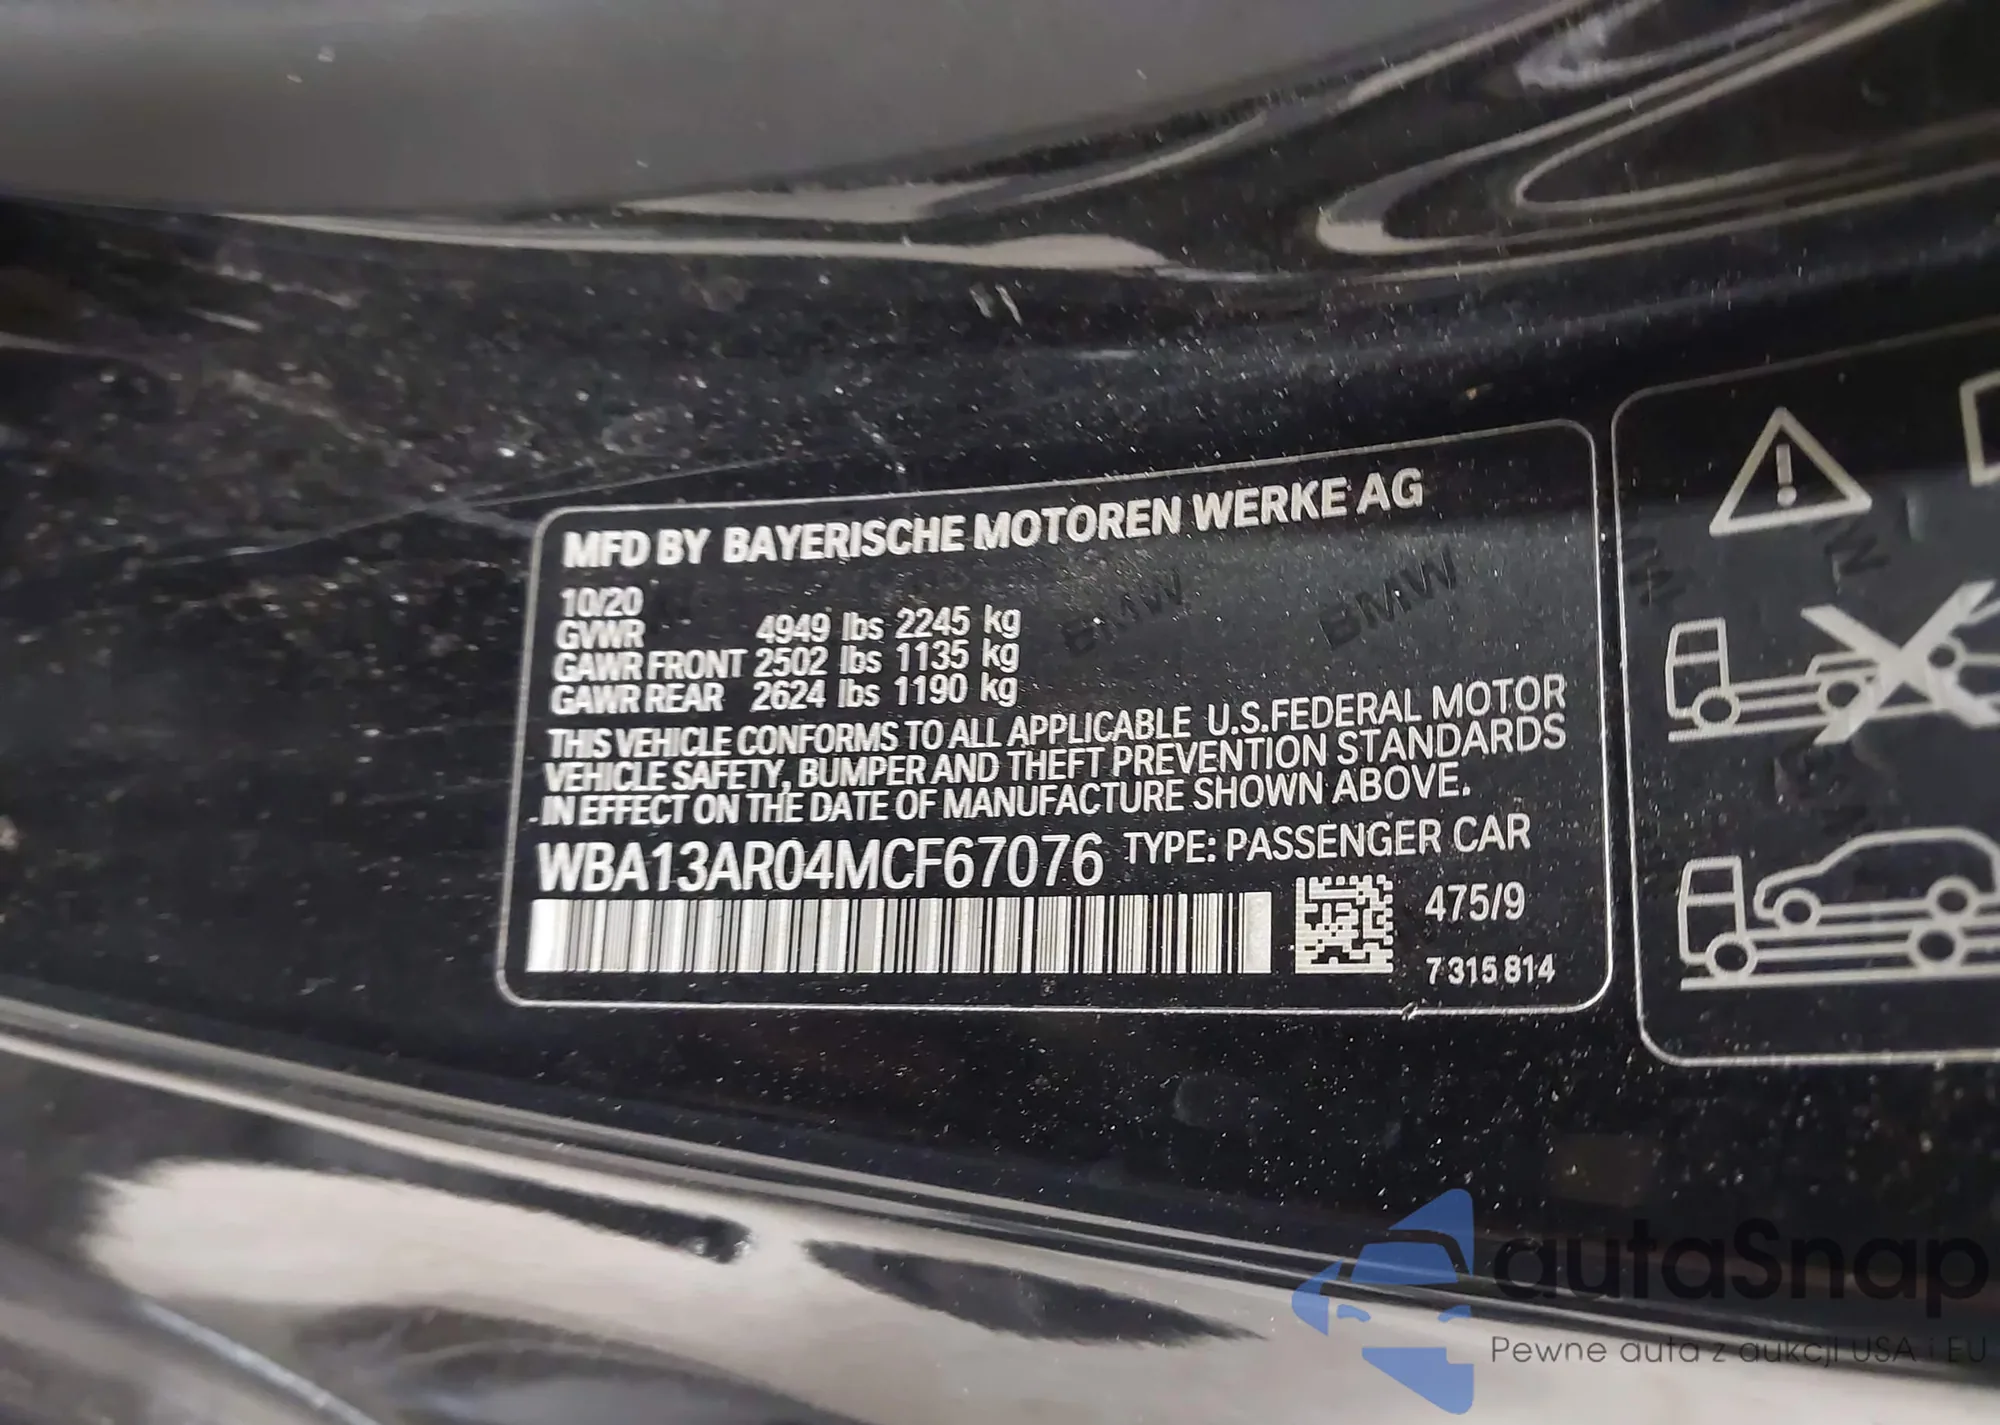 MFD BY BAYERISCHE MOTOREN WERKE AG
10/20
GVWR 4949 lbs 2245 kg
GAWR FRONT 2502 lbs 1135 kg
GAWR REAR 2624 lbs 1190 kg
THIS VEHICLE CONFORMS TO ALL APPLICABLE U.S.FEDERAL MOTOR
VEHICLE SAFETY, BUMPER AND THEFT PREVENTION STANDARDS
IN EFFECT ON THE DATE OF MANUFACTURE SHOWN ABOVE.
WBA13AR04MCF67076 TYPE: PASSENGER CAR
475/9
7 315 814
BMW BMW
autaSnap
Pewne auta z aukcji USA i EU